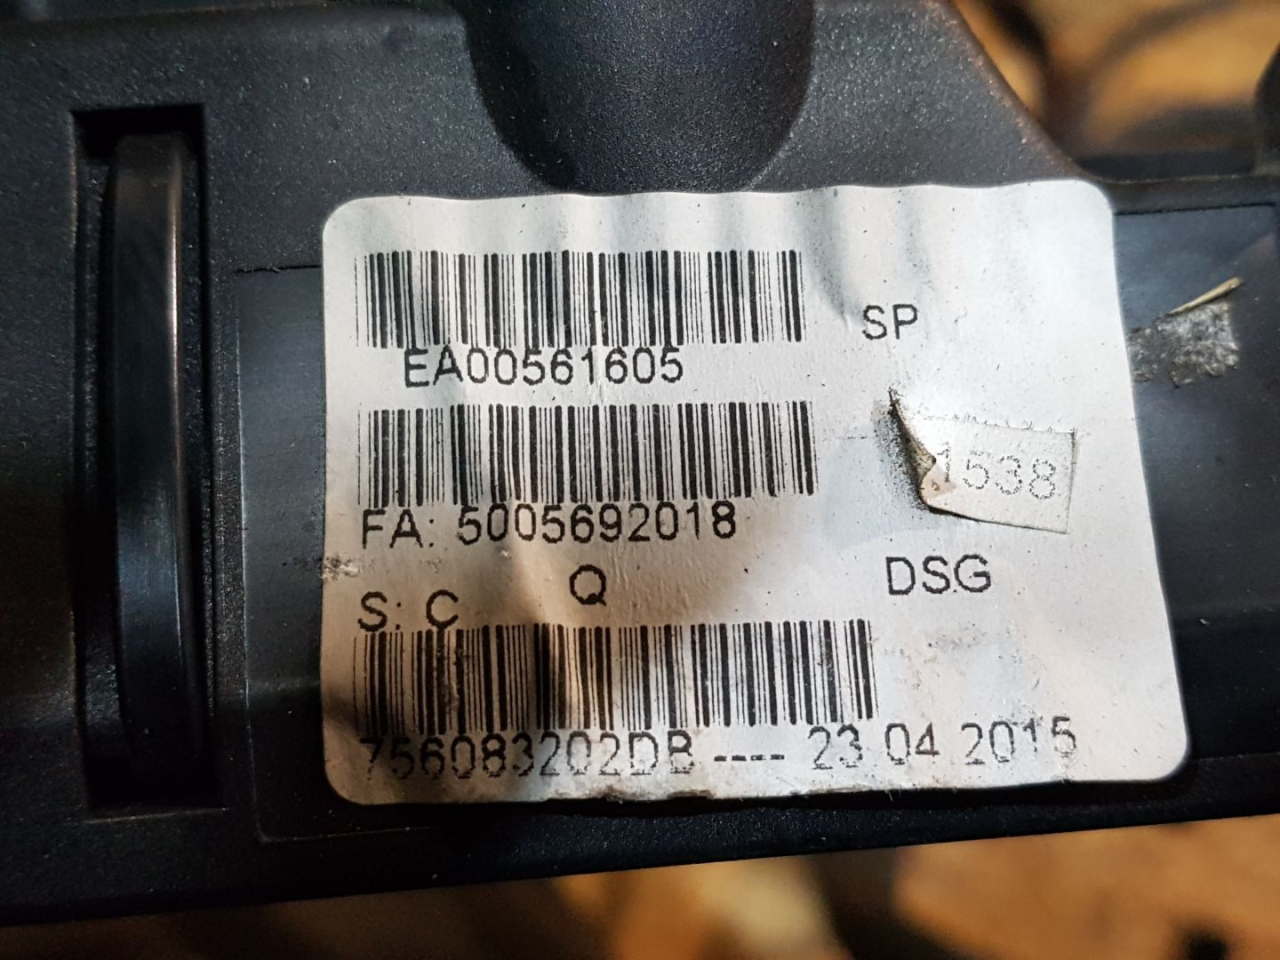 SP
EA00561605
1538
FA: 5005692018
DSG
S: C Q
756083202DB ---- 23.04.2015